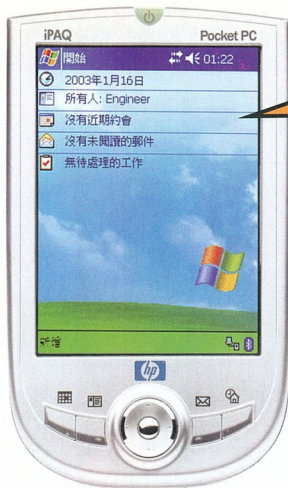 iPAQ Pocket PC
開始 01:22
2003年1月16日
所有人: Engineer
沒有近期約會
沒有未閱讀的郵件
無待處理的工作
新增
hp